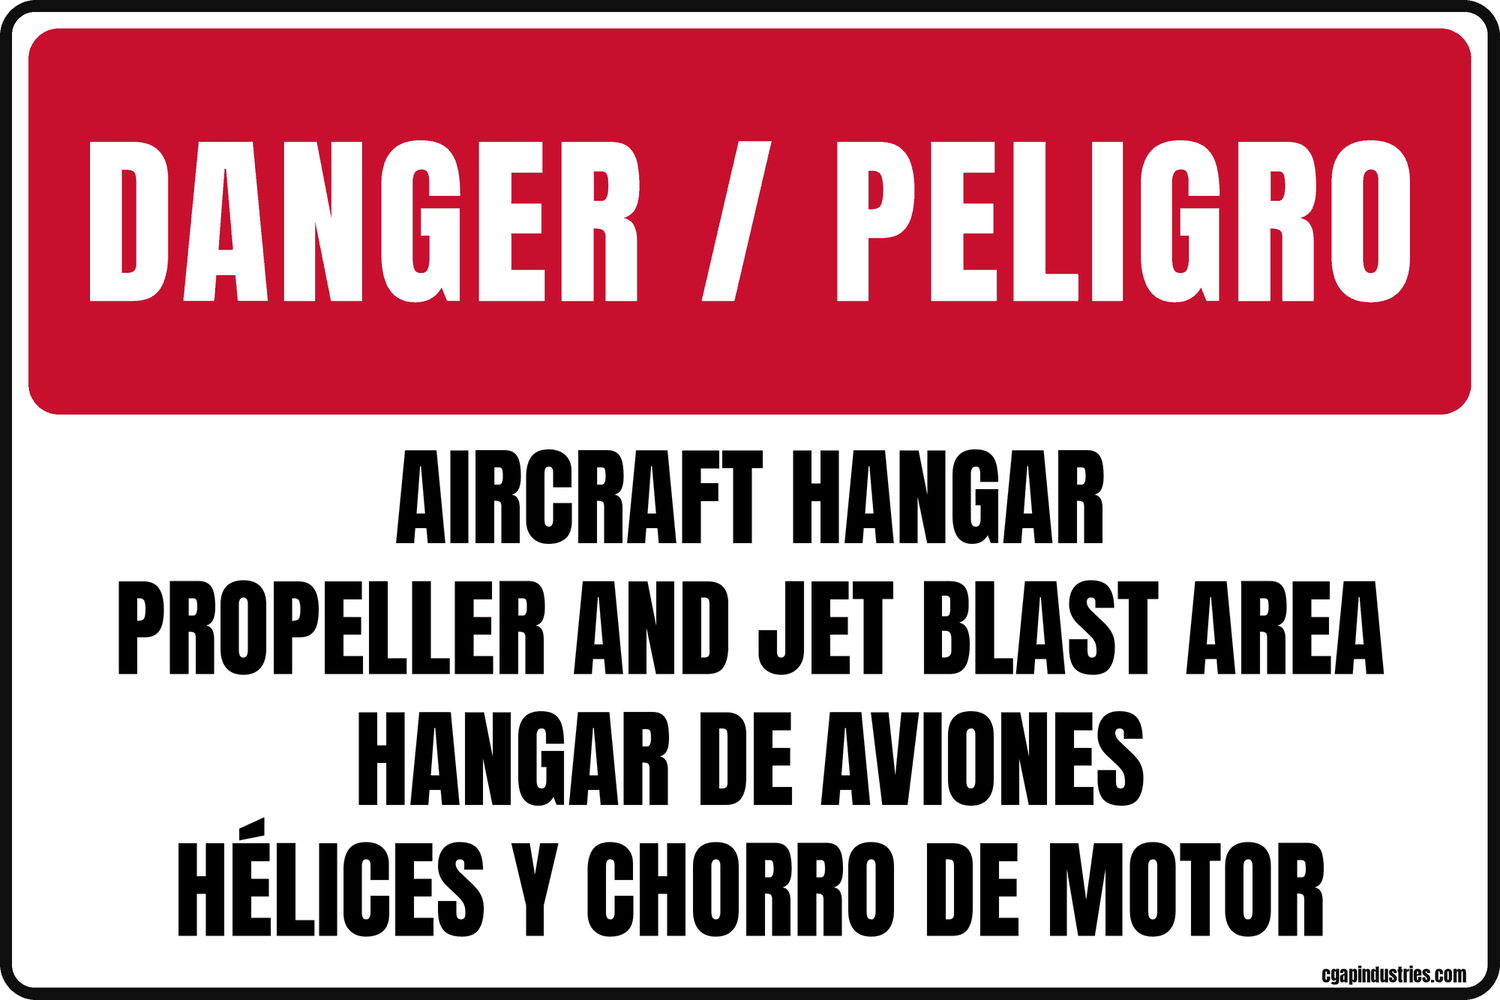 DANGER / PELIGRO
AIRCRAFT HANGAR
PROPELLER AND JET BLAST AREA
HANGAR DE AVIONES
HÉLICES Y CHORRO DE MOTOR
cgapindustries.com